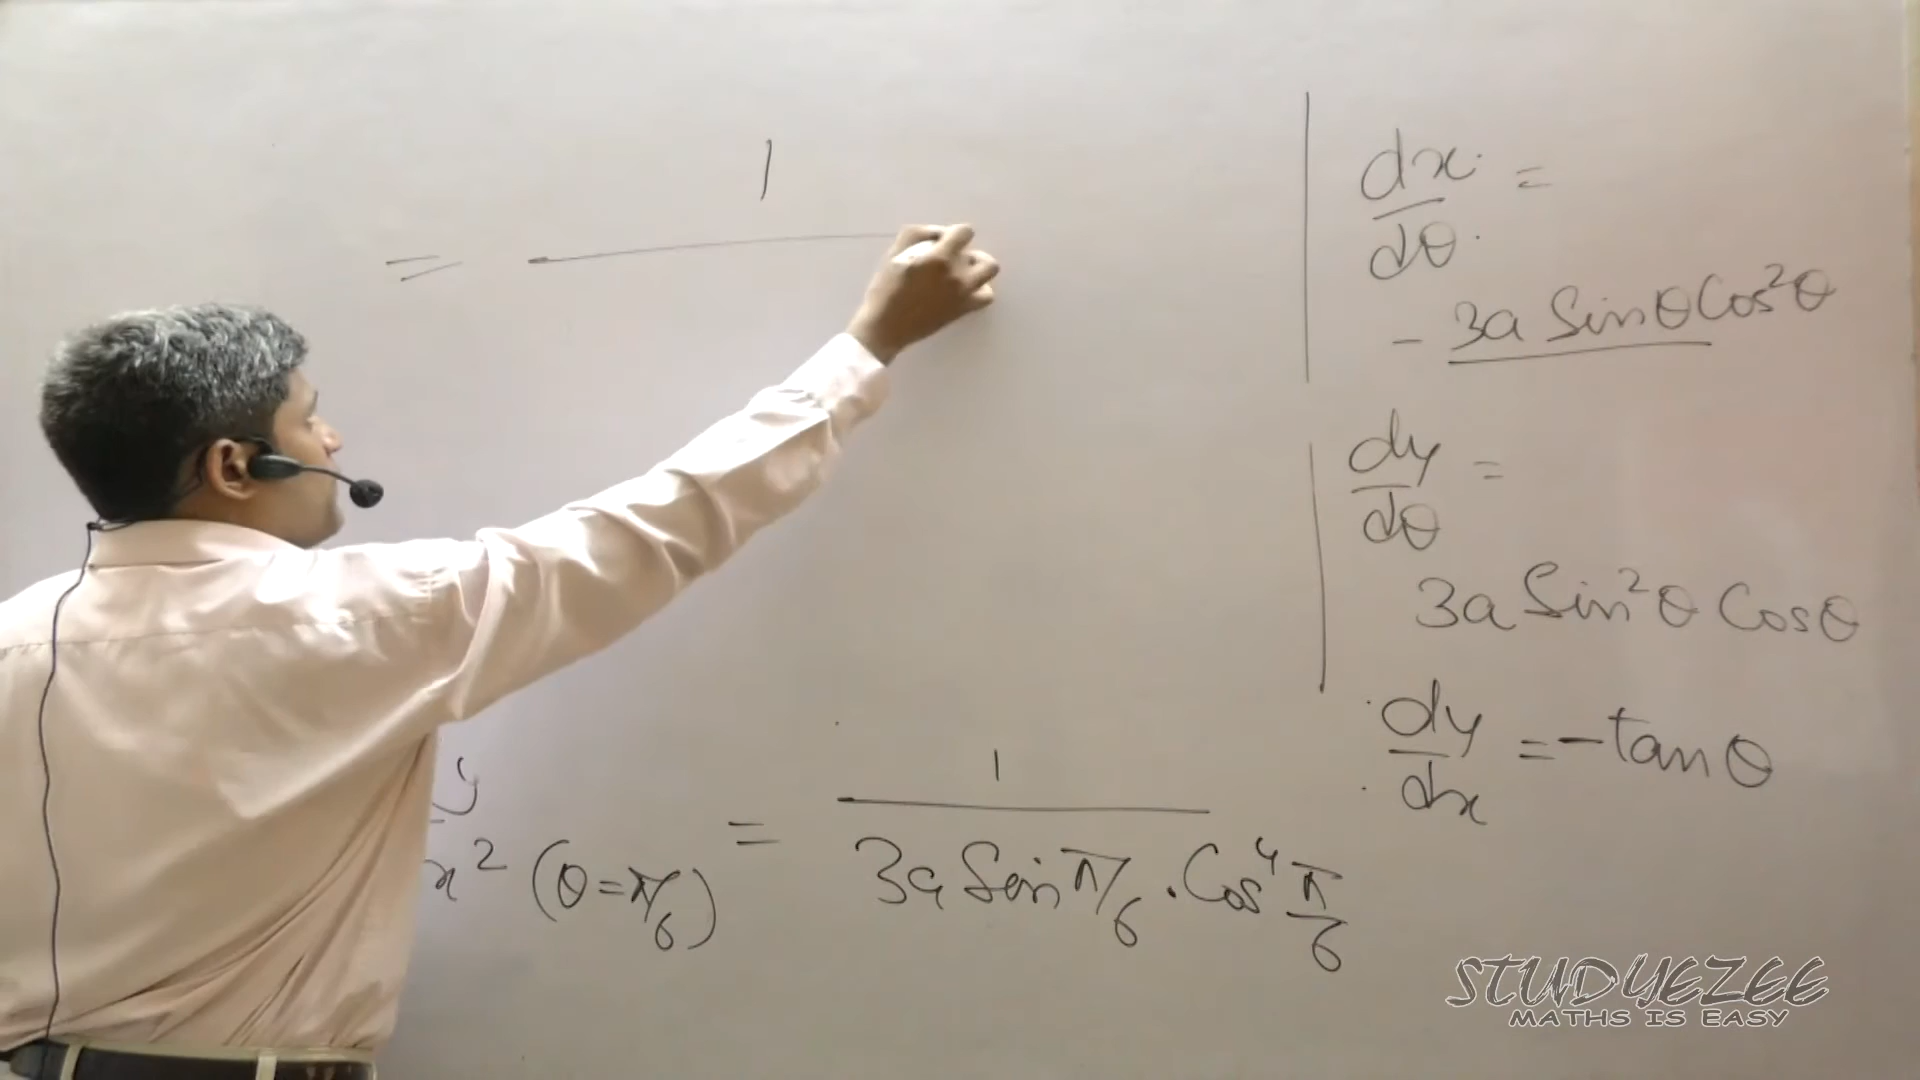 = 1 /
dx/dθ =
- 3a Sinθ Cos²θ
dy/dθ =
3a Sin²θ Cosθ
dy/dx = -tan θ
y/x² (θ=π/6) = 1/(3a Sin π/6 . Cos⁴ π/6)
STUDYEZEE
MATHS IS EASY